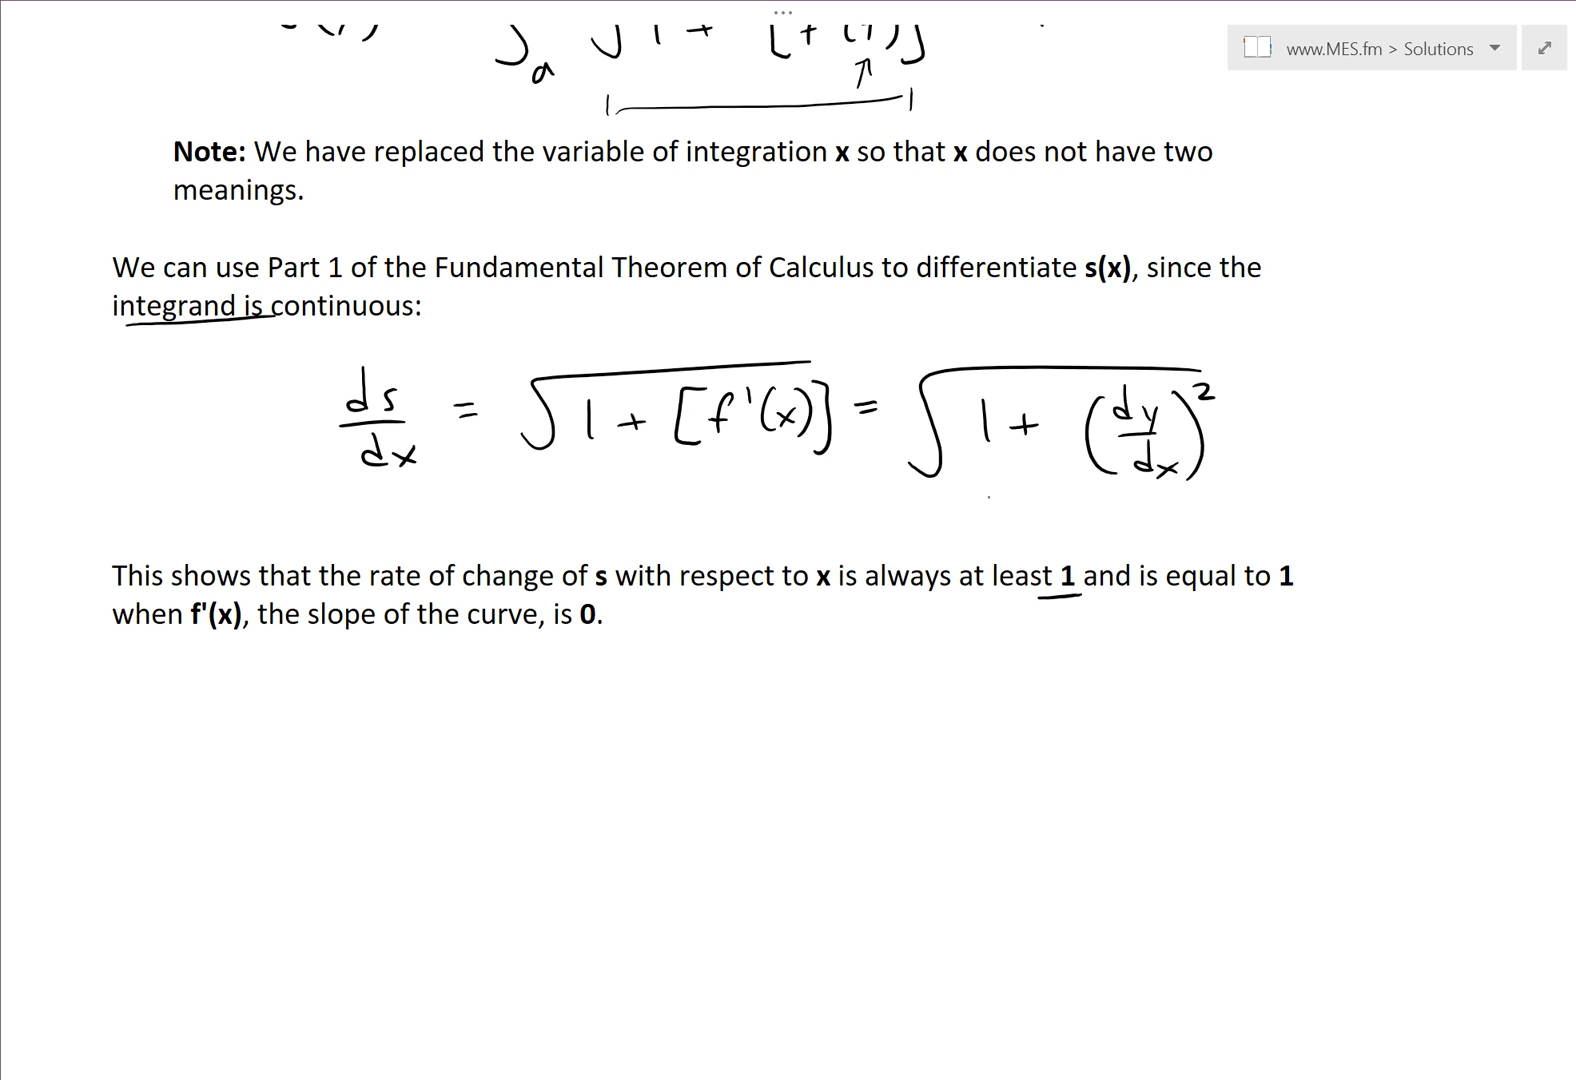 www.MES.fm > Solutions
a
Note: We have replaced the variable of integration x so that x does not have two
meanings.
We can use Part 1 of the Fundamental Theorem of Calculus to differentiate s(x), since the
integrand is continuous:
ds/dx = √1 + [f'(x)] = √1 + (dy/dx)²
This shows that the rate of change of s with respect to x is always at least 1 and is equal to 1
when f'(x), the slope of the curve, is 0.